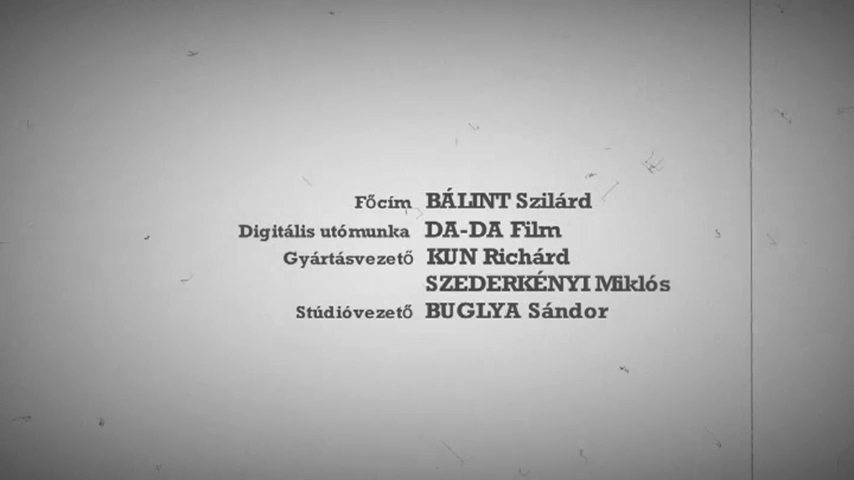 Főcím BÁLINT Szilárd
Digitális utómunka DA-DA Film
Gyártásvezető KUN Richárd
SZEDERKÉNYI Miklós
Stúdióvezető BUGLYA Sándor